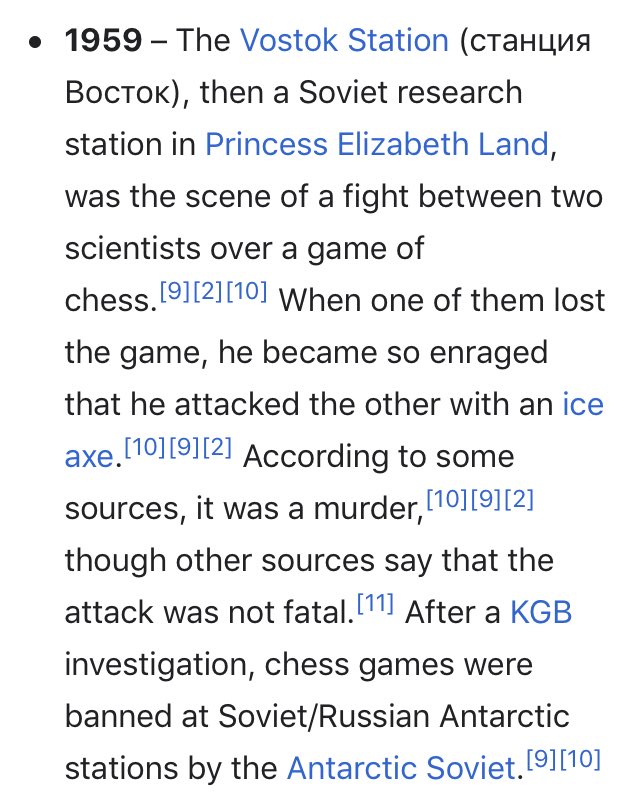 • 1959 – The Vostok Station (станция
Восток), then a Soviet research
station in Princess Elizabeth Land,
was the scene of a fight between two
scientists over a game of
chess.[9][2][10] When one of them lost
the game, he became so enraged
that he attacked the other with an ice
axe.[10][9][2] According to some
sources, it was a murder,[10][9][2]
though other sources say that the
attack was not fatal.[11] After a KGB
investigation, chess games were
banned at Soviet/Russian Antarctic
stations by the Antarctic Soviet.[9][10]